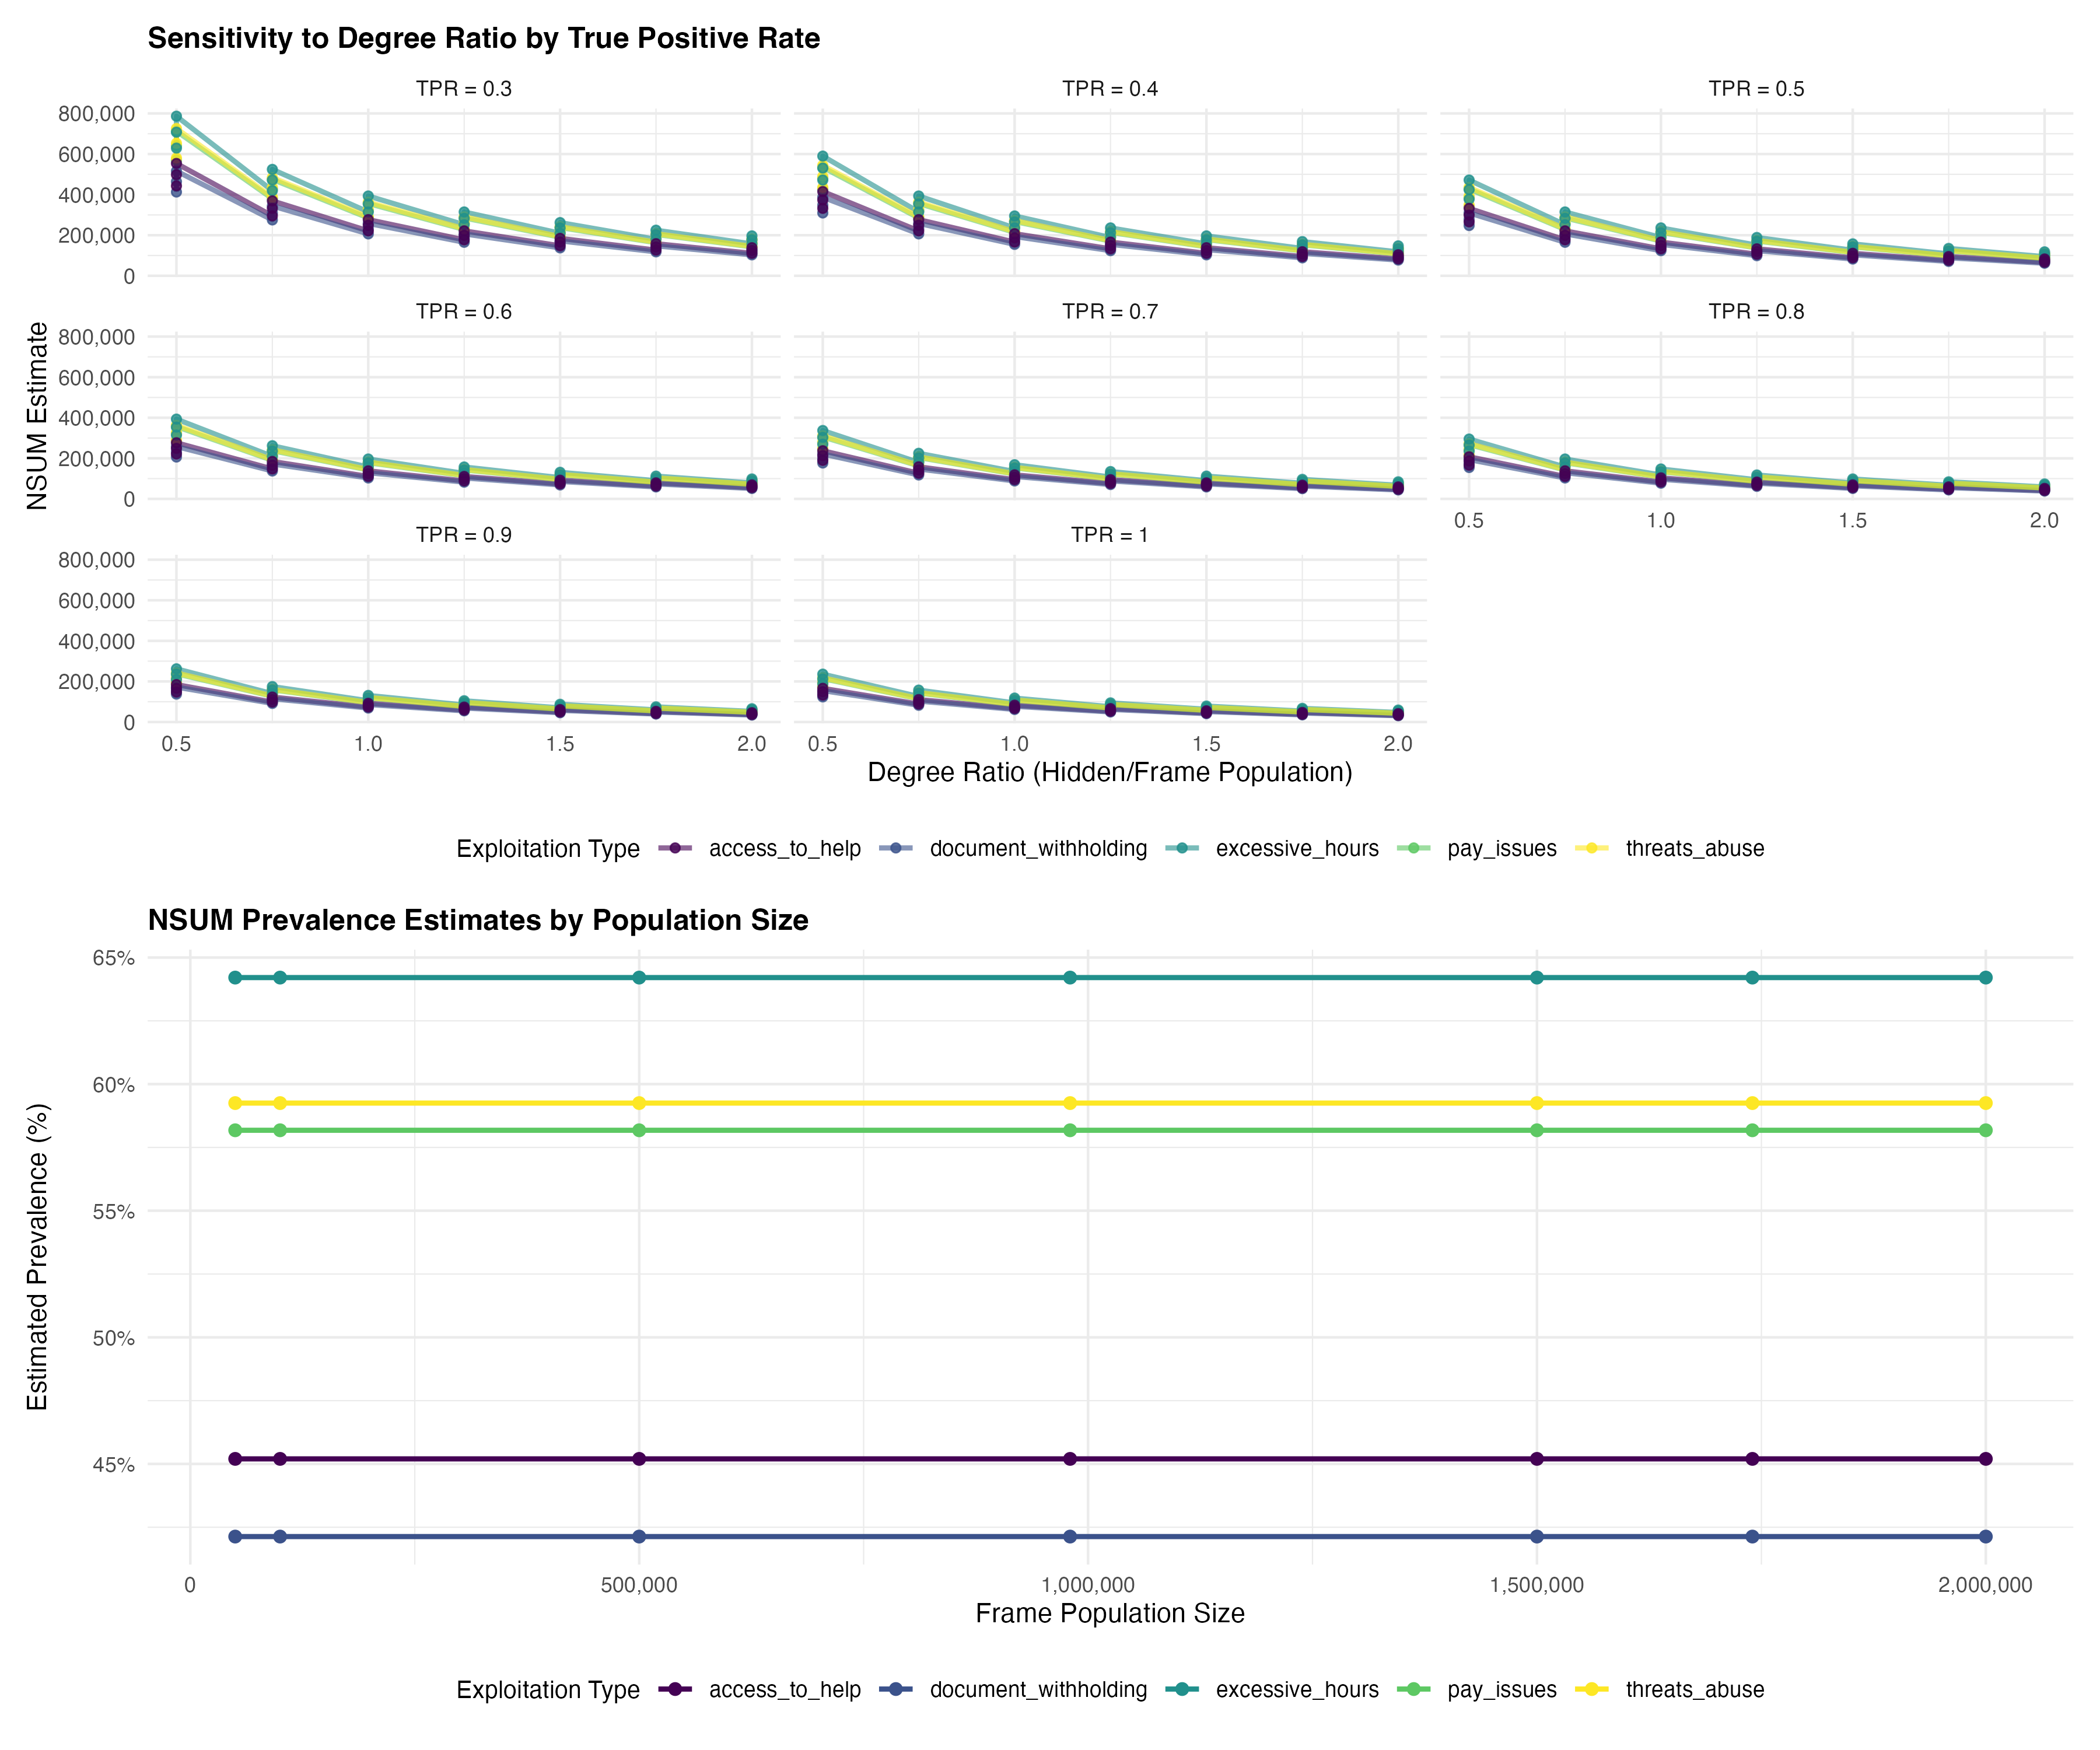 Sensitivity to Degree Ratio by True Positive Rate
TPR = 0.3
TPR = 0.4
TPR = 0.5
800,000
600,000
400,000
200,000
0
TPR = 0.6
TPR = 0.7
TPR = 0.8
800,000
600,000
400,000
200,000
0
NSUM Estimate
0.5 1.0 1.5 2.0
TPR = 0.9
TPR = 1
800,000
600,000
400,000
200,000
0
0.5 1.0 1.5 2.0
0.5 1.0 1.5 2.0
Degree Ratio (Hidden/Frame Population)
Exploitation Type access_to_help document_withholding excessive_hours pay_issues threats_abuse
NSUM Prevalence Estimates by Population Size
65%
60%
55%
50%
45%
Estimated Prevalence (%)
0 500,000 1,000,000 1,500,000 2,000,000
Frame Population Size
Exploitation Type access_to_help document_withholding excessive_hours pay_issues threats_abuse